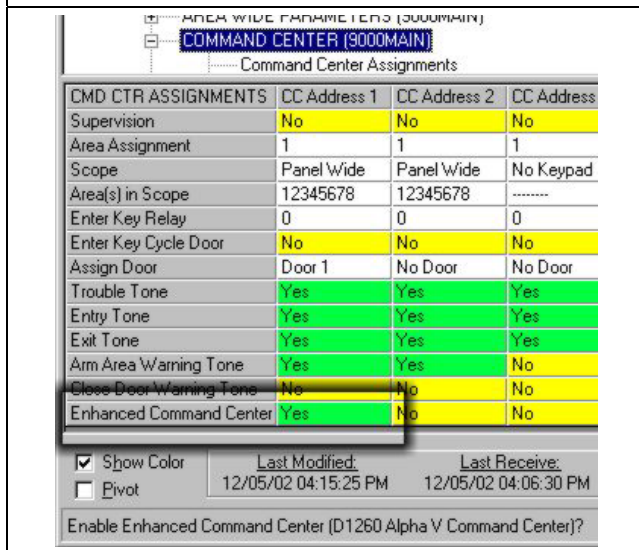 AREA WIDE PARAMETERS (9000MAIN)
COMMAND CENTER (9000MAIN)
Command Center Assignments
CMD CTR ASSIGNMENTS CC Address 1 CC Address 2 CC Address
Supervision No No No
Area Assignment 1 1 1
Scope Panel Wide Panel Wide No Keypad
Area(s) in Scope 12345678 12345678 --------
Enter Key Relay 0 0 0
Enter Key Cycle Door No No No
Assign Door Door 1 No Door No Door
Trouble Tone Yes Yes Yes
Entry Tone Yes Yes Yes
Exit Tone Yes Yes Yes
Arm Area Warning Tone Yes Yes No
Close Door Warning Tone No No No
Enhanced Command Center Yes No No
Show Color Last Modified: Last Receive:
Pivot 12/05/02 04:15:25 PM 12/05/02 04:06:30 PM
Enable Enhanced Command Center (D1260 Alpha V Command Center)?